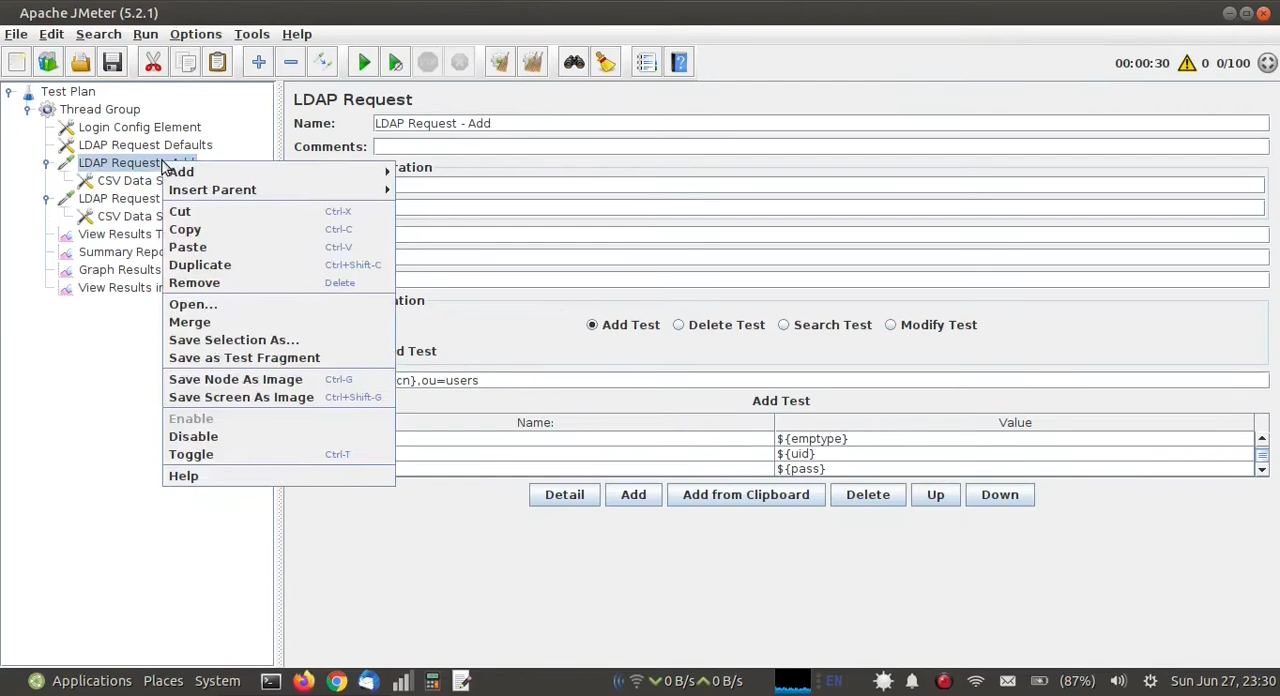 Apache JMeter (5.2.1)
File Edit Search Run Options Tools Help
00:00:30 0 0/100
Test Plan
Thread Group
Login Config Element
LDAP Request Defaults
LDAP Request
CSV Data S
LDAP Request
CSV Data S
View Results T
Summary Repo
Graph Results
View Results in
Add
Insert Parent
Cut Ctrl-X
Copy Ctrl-C
Paste Ctrl-V
Duplicate Ctrl+Shift-C
Remove Delete
Open...
Merge
Save Selection As...
Save as Test Fragment
Save Node As Image Ctrl-G
Save Screen As Image Ctrl+Shift-G
Enable
Disable
Toggle Ctrl-T
Help
LDAP Request
Name: LDAP Request - Add
Comments:
ration
ation
Add Test Delete Test Search Test Modify Test
d Test
cn},ou=users
Add Test
Name: Value
${emptype}
${uid}
${pass}
Detail Add Add from Clipboard Delete Up Down
Applications Places System 0 B/s 0 B/s EN (87%) Sun Jun 27, 23:30